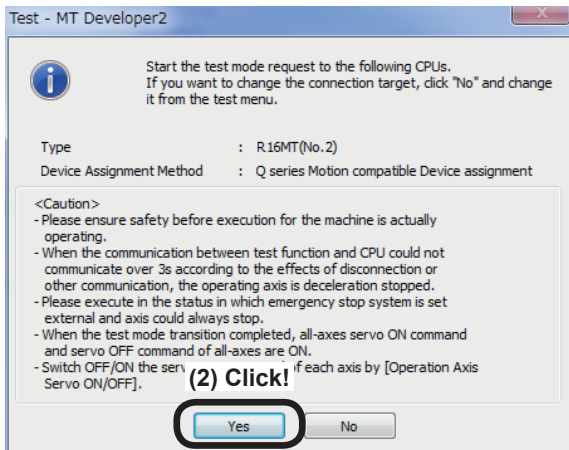 Test - MT Developer2
Start the test mode request to the following CPUs.
If you want to change the connection target, click "No" and change
it from the test menu.
Type : R16MT(No.2)
Device Assignment Method : Q series Motion compatible Device assignment
<Caution>
- Please ensure safety before execution for the machine is actually
operating.
- When the communication between test function and CPU could not
communicate over 3s according to the effects of disconnection or
other communication, the operating axis is deceleration stopped.
- Please execute in the status in which emergency stop system is set
external and axis could always stop.
- When the test mode transition completed, all-axes servo ON command
and servo OFF command of all-axes are ON.
- Switch OFF/ON the of each axis by [Operation Axis
Servo ON/OFF].
(2) Click!
Yes No